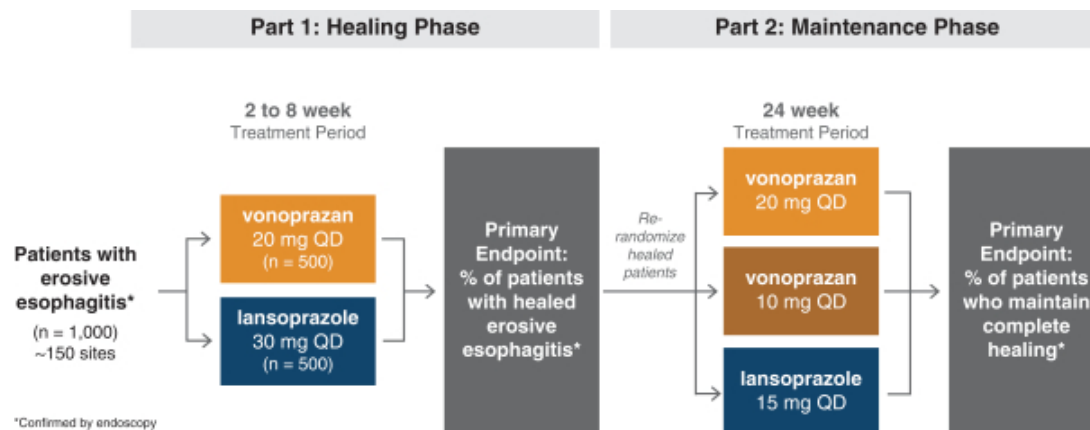 Part 1: Healing Phase
Part 2: Maintenance Phase
2 to 8 week
Treatment Period
24 week
Treatment Period
Patients with
erosive
esophagitis*
(n = 1,000)
~150 sites
vonoprazan
20 mg QD
(n = 500)
lansoprazole
30 mg QD
(n = 500)
Primary
Endpoint:
% of patients
with healed
erosive
esophagitis*
Re-
randomize
healed
patients
vonoprazan
20 mg QD
vonoprazan
10 mg QD
lansoprazole
15 mg QD
Primary
Endpoint:
% of patients
who maintain
complete
healing*
*Confirmed by endoscopy